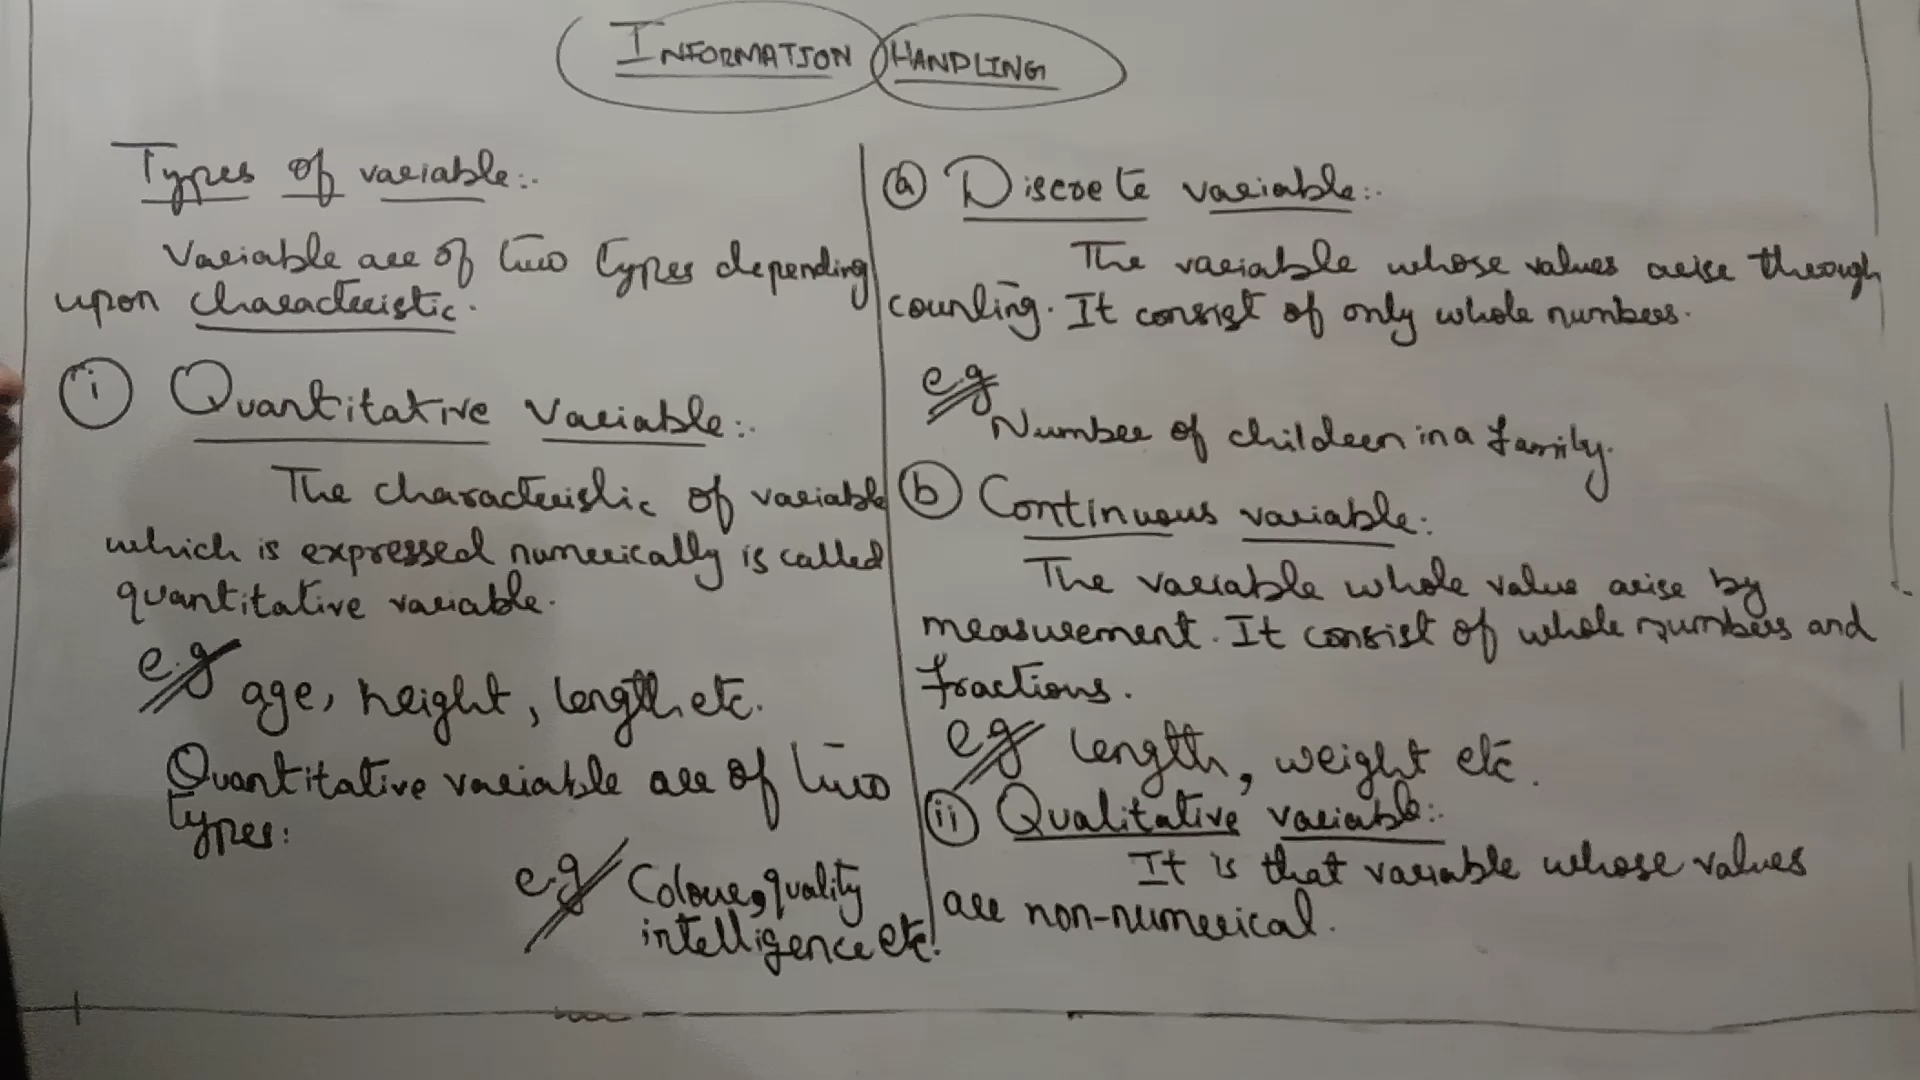 INFORMATION HANDLING
Types of variable:-
Variable are of two types depending
upon characteristic.
i Quantitative Variable:-
The characteristic of variable
which is expressed numerically is called
quantitative variable.
e.g age, height, length, etc.
Quantitative variable are of two
types:
e.g Colour, quality
intelligence etc.
a Discrete variable:-
The variable whose values arise through
counting. It consist of only whole numbers.
e.g
Number of children in a family.
b Continuous variable:
The variable whole value arise by
measurement. It consist of whole numbers and
fractions.
eg length, weight etc.
ii Qualitative variable:-
It is that variable whose values
are non-numerical.